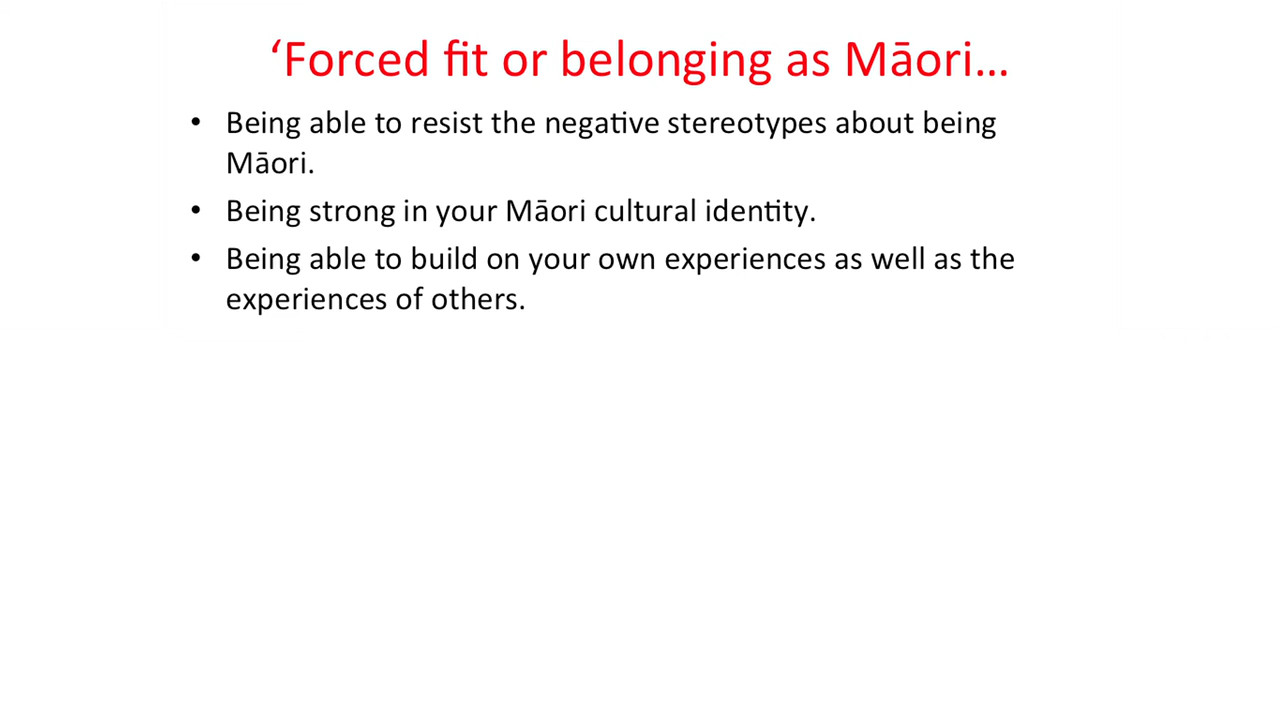 ‘Forced fit or belonging as Māori…
• Being able to resist the negative stereotypes about being
Māori.
• Being strong in your Māori cultural identity.
• Being able to build on your own experiences as well as the
experiences of others.